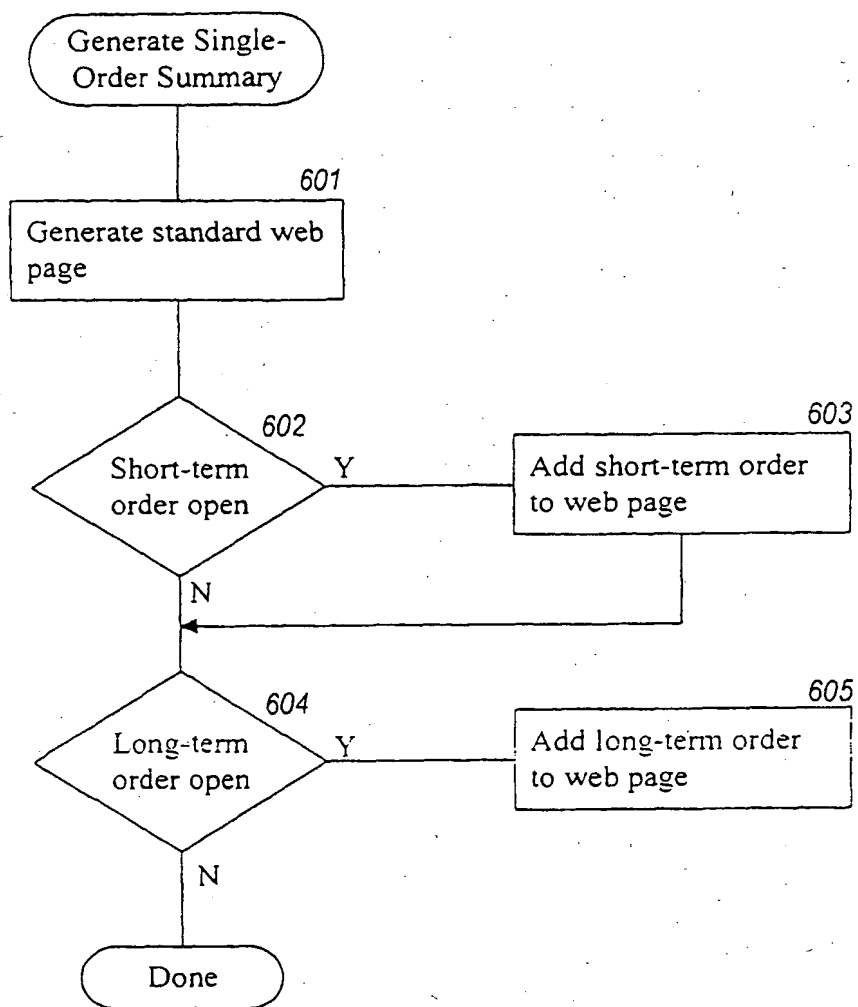 Generate Single-
Order Summary
601
Generate standard web
page
602
Short-term
order open
Y
603
Add short-term order
to web page
N
604
Long-term
order open
Y
605
Add long-term order
to web page
N
Done